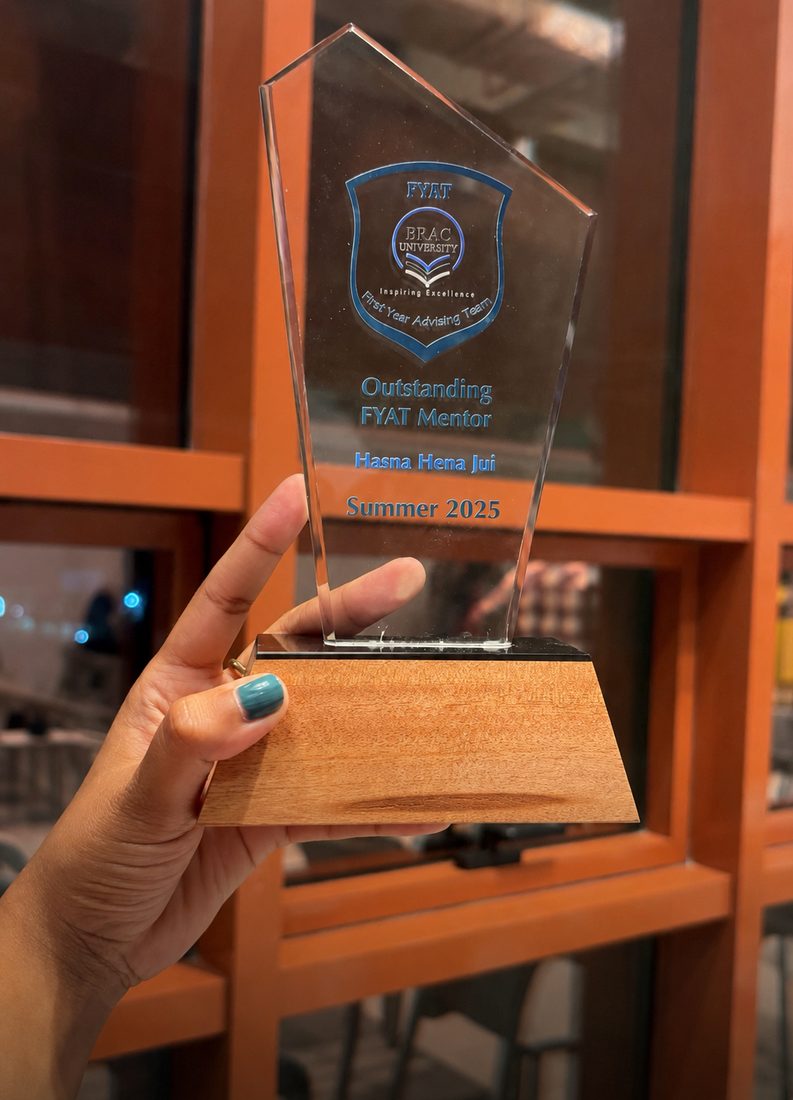 FYAT
BRAC
UNIVERSITY
Inspiring Excellence
First Year Advising Team
Outstanding
FYAT Mentor
Hasna Hena Jui
Summer 2025